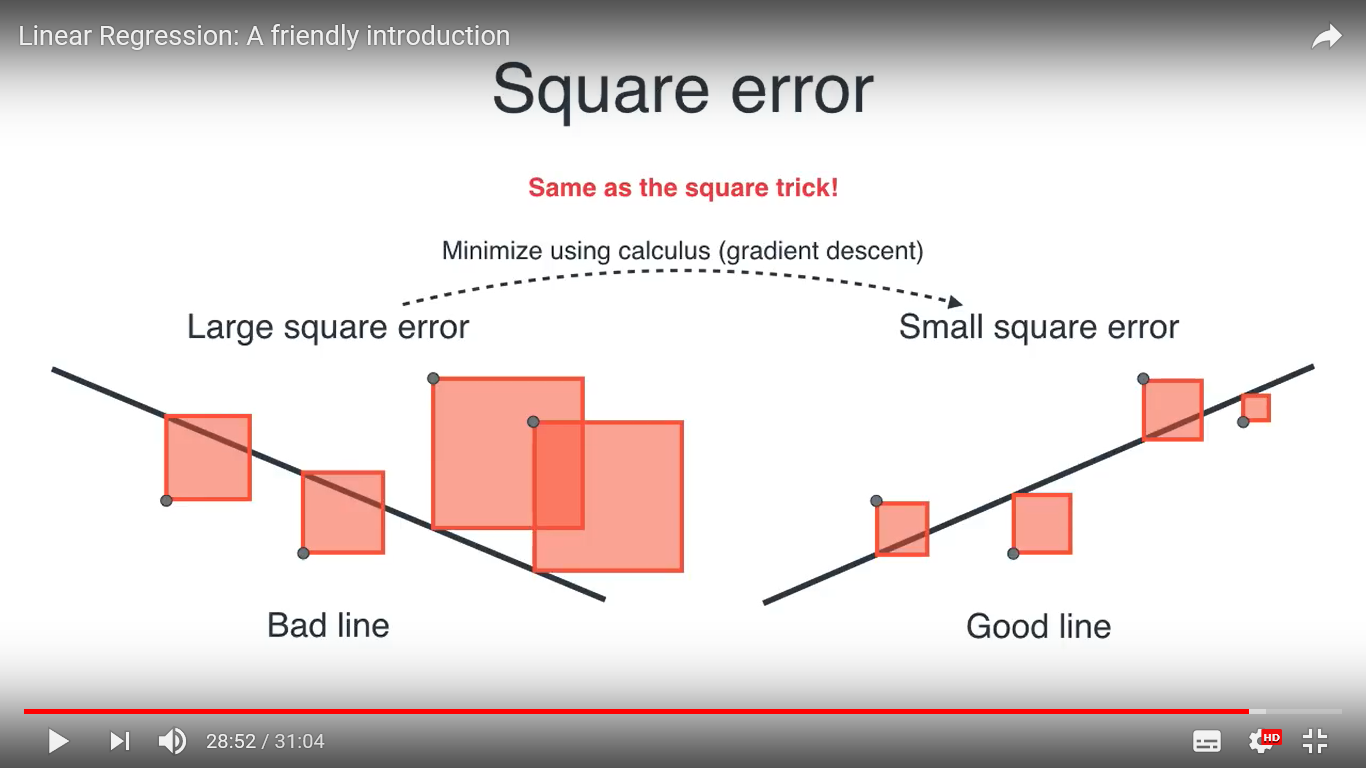 Linear Regression: A friendly introduction
Square error
Same as the square trick!
Minimize using calculus (gradient descent)
Large square error
Small square error
Bad line
Good line
28:52 / 31:04
HD